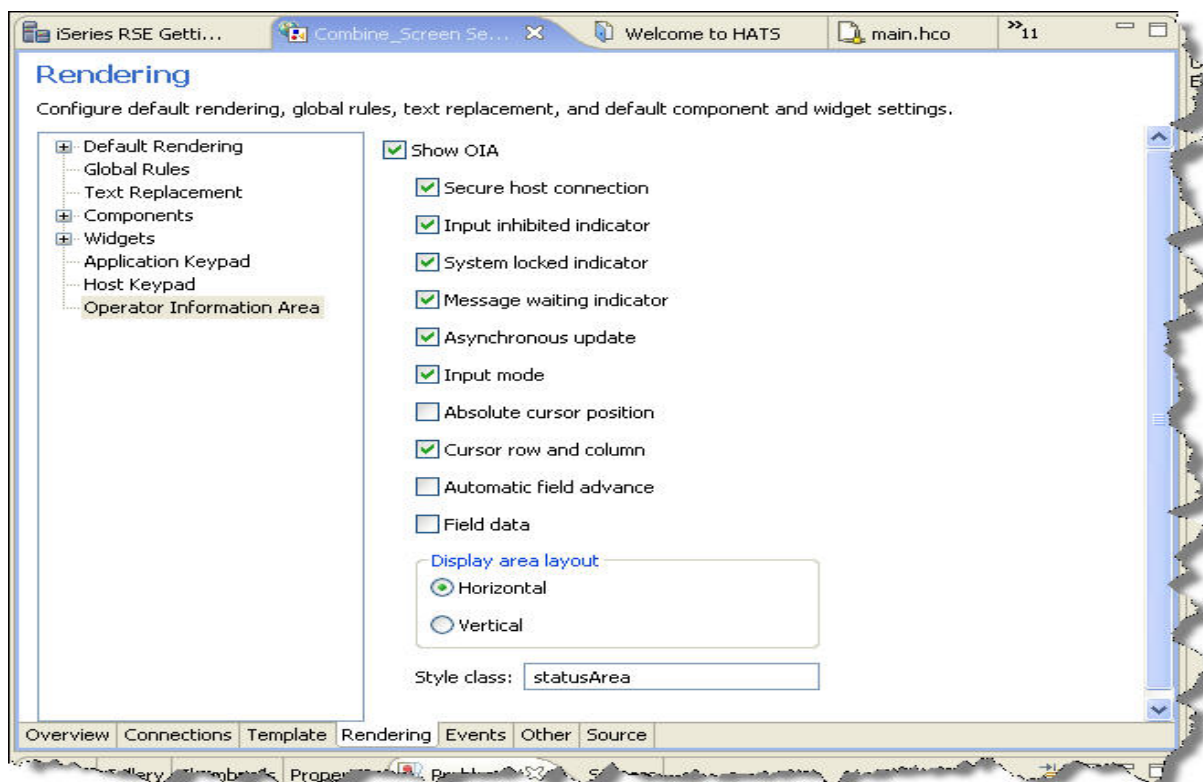 iSeries RSE Getti...
Combine_Screen Se...
Welcome to HATS
main.hco
»11
Rendering
Configure default rendering, global rules, text replacement, and default component and widget settings.
Default Rendering
Global Rules
Text Replacement
Components
Widgets
Application Keypad
Host Keypad
Operator Information Area
Show OIA
Secure host connection
Input inhibited indicator
System locked indicator
Message waiting indicator
Asynchronous update
Input mode
Absolute cursor position
Cursor row and column
Automatic field advance
Field data
Display area layout
Horizontal
Vertical
Style class: statusArea
Overview Connections Template Rendering Events Other Source